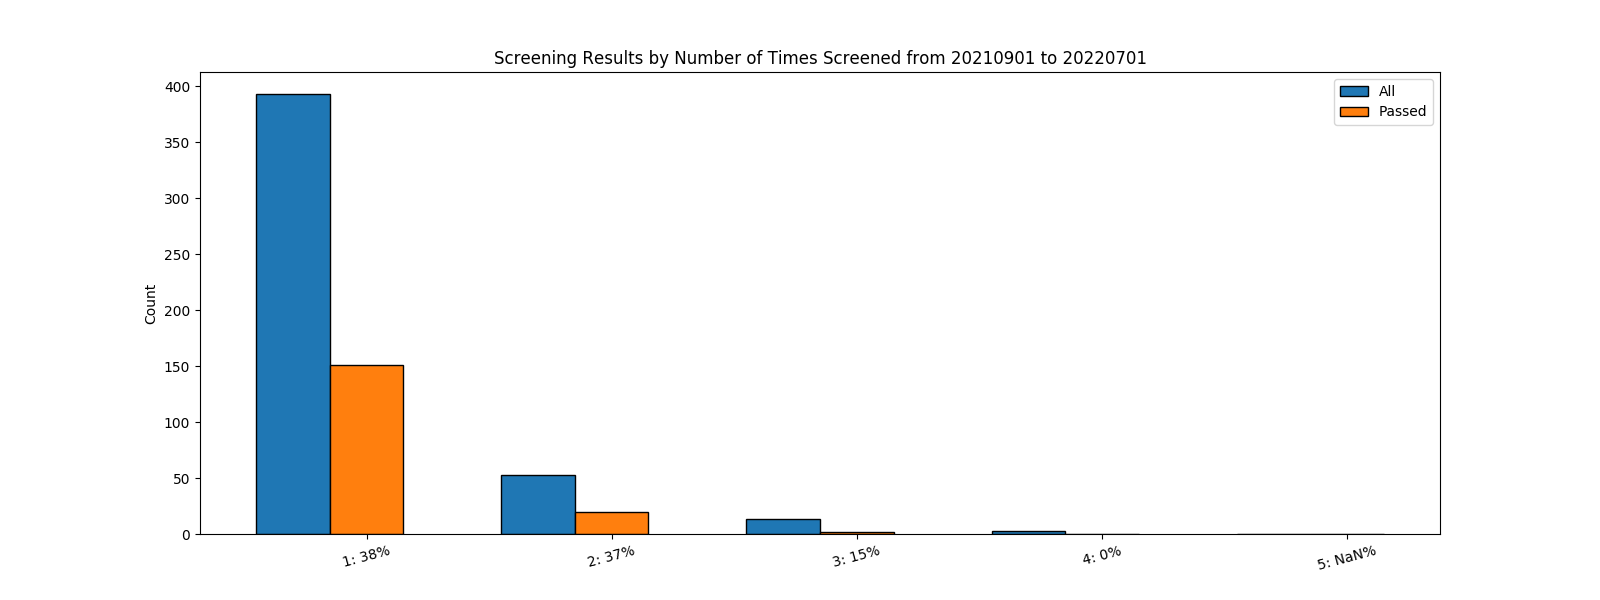 Screening Results by Number of Times Screened from 20210901 to 20220701
All
Passed
Count
400
350
300
250
200
150
100
50
0
1: 38%
2: 37%
3: 15%
4: 0%
5: NaN%